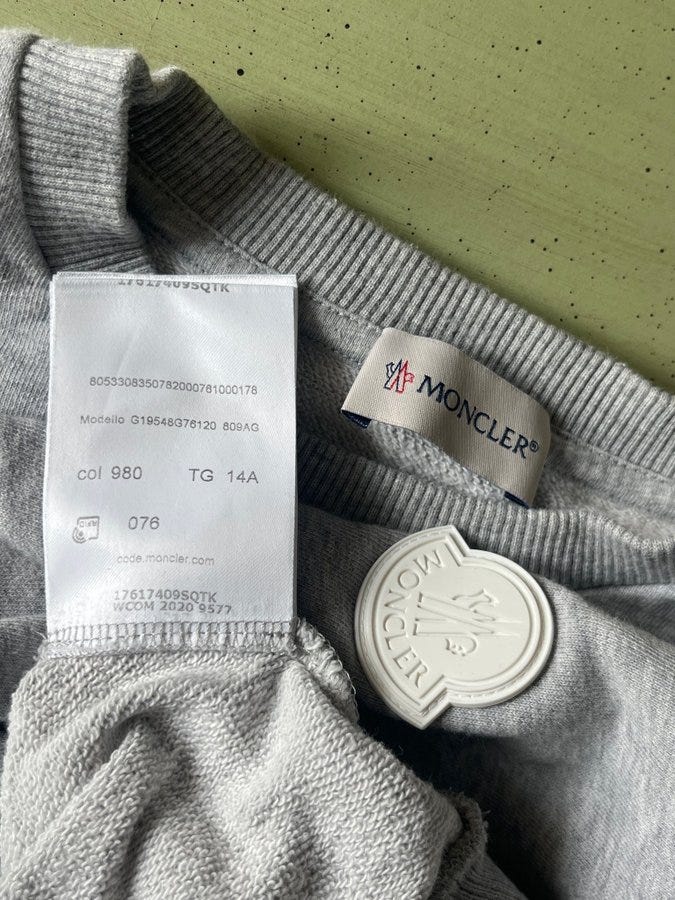 17617409SQTK
8053308350782000781000178
Modello G19548G76120 809AG
col 980 TG 14A
RFID 076
code.moncler.com
17617409SQTK
WCOM 2020 9577
MONCLER®
MONCLER